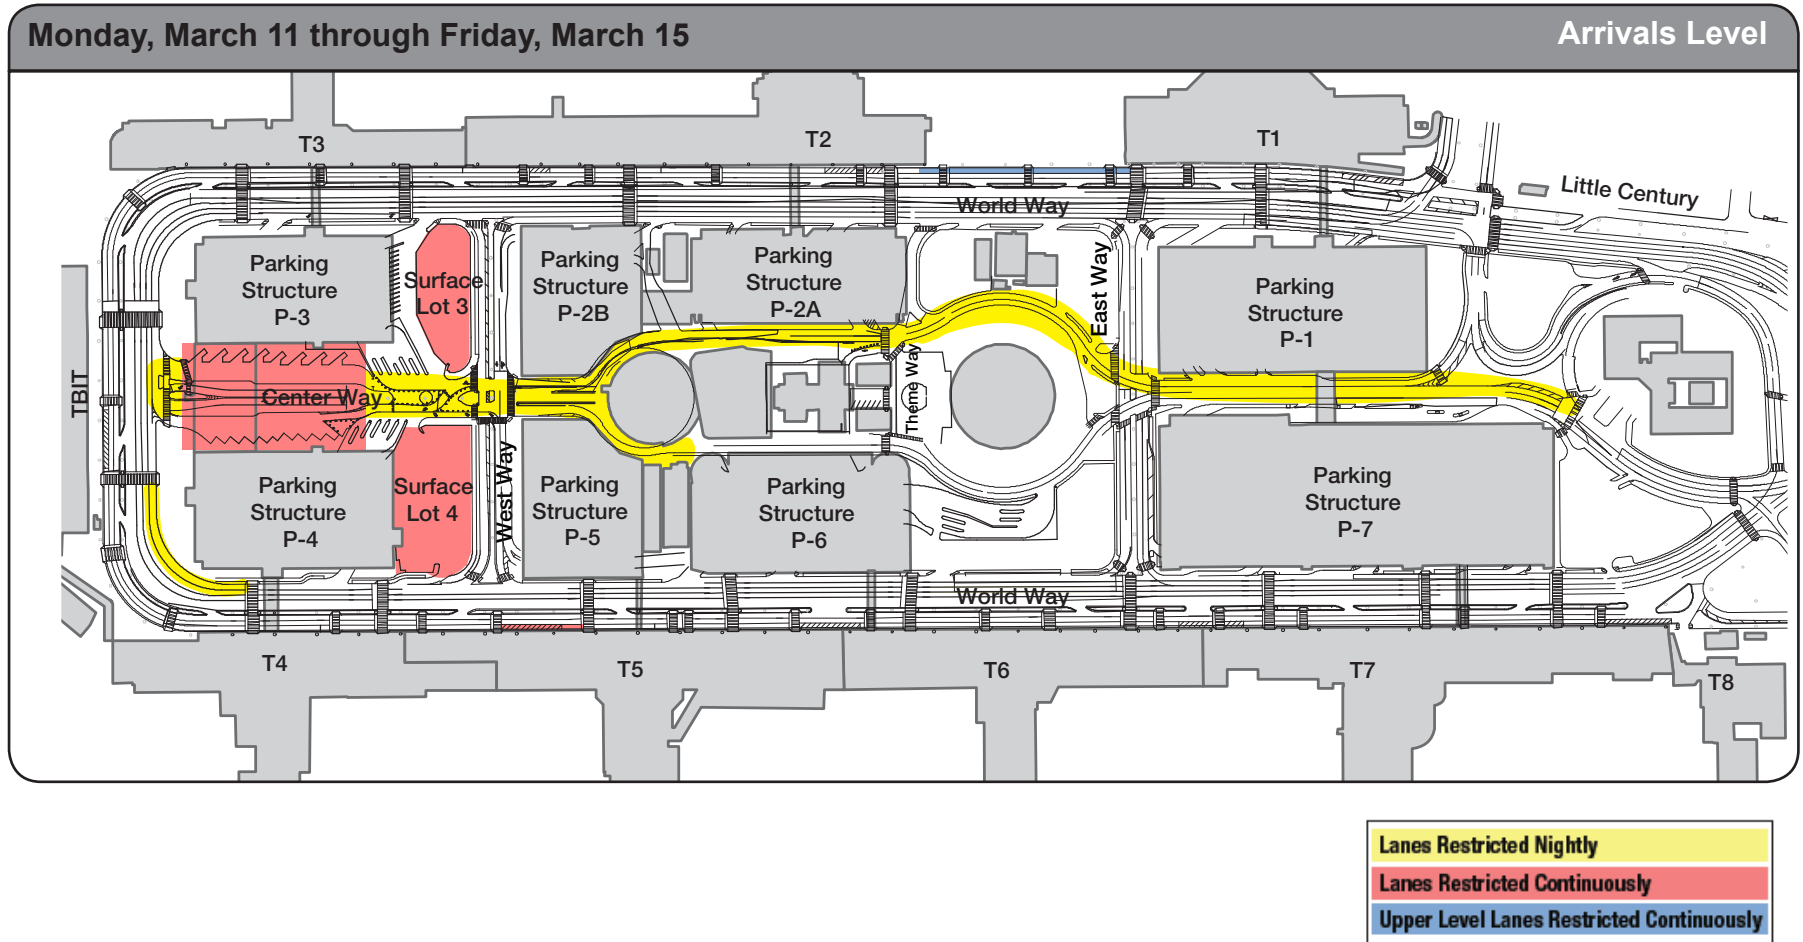 Monday, March 11 through Friday, March 15
Arrivals Level
T3
T2
T1
Little Century
World Way
Parking
Structure
P-3
Surface
Lot 3
Parking
Structure
P-2B
Parking
Structure
P-2A
East Way
Parking
Structure
P-1
TBIT
Center Way
Theme Way
West Way
Parking
Structure
P-4
Surface
Lot 4
Parking
Structure
P-5
Parking
Structure
P-6
Parking
Structure
P-7
World Way
T4
T5
T6
T7
T8
Lanes Restricted Nightly
Lanes Restricted Continuously
Upper Level Lanes Restricted Continuously